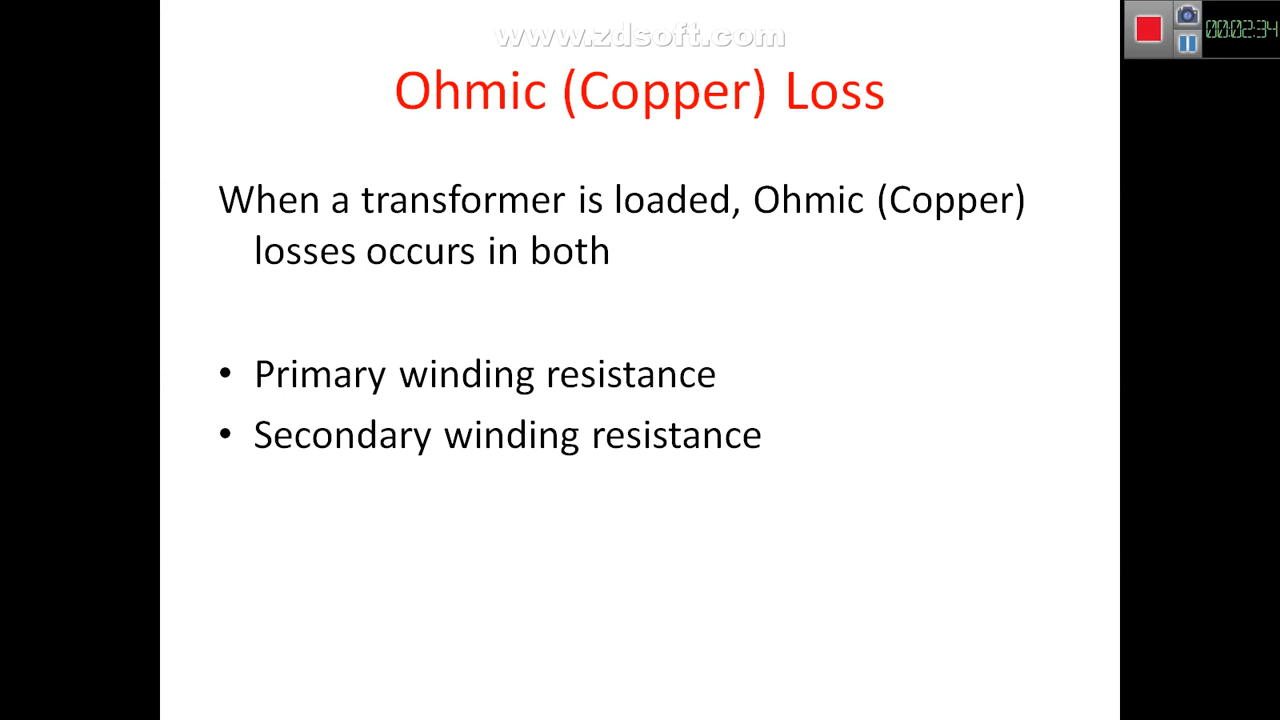 www.zdsoft.com
00:02:34
Ohmic (Copper) Loss
When a transformer is loaded, Ohmic (Copper)
losses occurs in both
• Primary winding resistance
• Secondary winding resistance